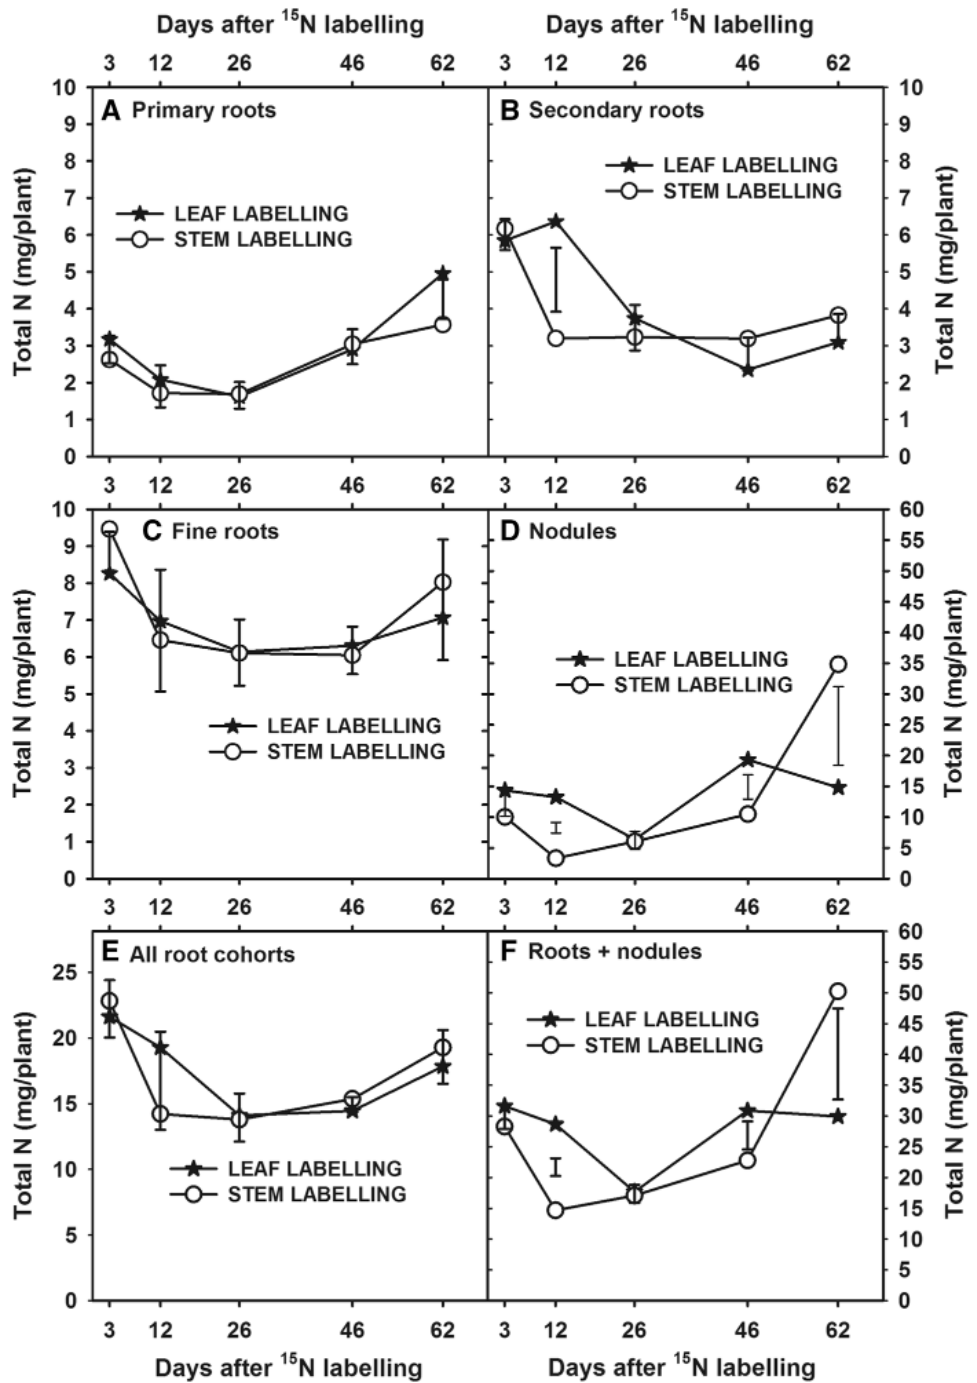 Days after ¹⁵N labelling Days after ¹⁵N labelling
3 12 26 46 62 3 12 26 46 62
A Primary roots
10
9
8
7
6
5
4
3
2
1
0
Total N (mg/plant)
LEAF LABELLING
STEM LABELLING
B Secondary roots
LEAF LABELLING
STEM LABELLING
10
9
8
7
6
5
4
3
2
1
0
Total N (mg/plant)
3 12 26 46 62 3 12 26 46 62
C Fine roots
10
9
8
7
6
5
4
3
2
1
0
Total N (mg/plant)
LEAF LABELLING
STEM LABELLING
D Nodules
LEAF LABELLING
STEM LABELLING
60
55
50
45
40
35
30
25
20
15
10
5
0
Total N (mg/plant)
3 12 26 46 62 3 12 26 46 62
E All root cohorts
25
20
15
10
5
0
Total N (mg/plant)
LEAF LABELLING
STEM LABELLING
F Roots + nodules
LEAF LABELLING
STEM LABELLING
60
55
50
45
40
35
30
25
20
15
10
5
0
Total N (mg/plant)
3 12 26 46 62 3 12 26 46 62
Days after ¹⁵N labelling Days after ¹⁵N labelling